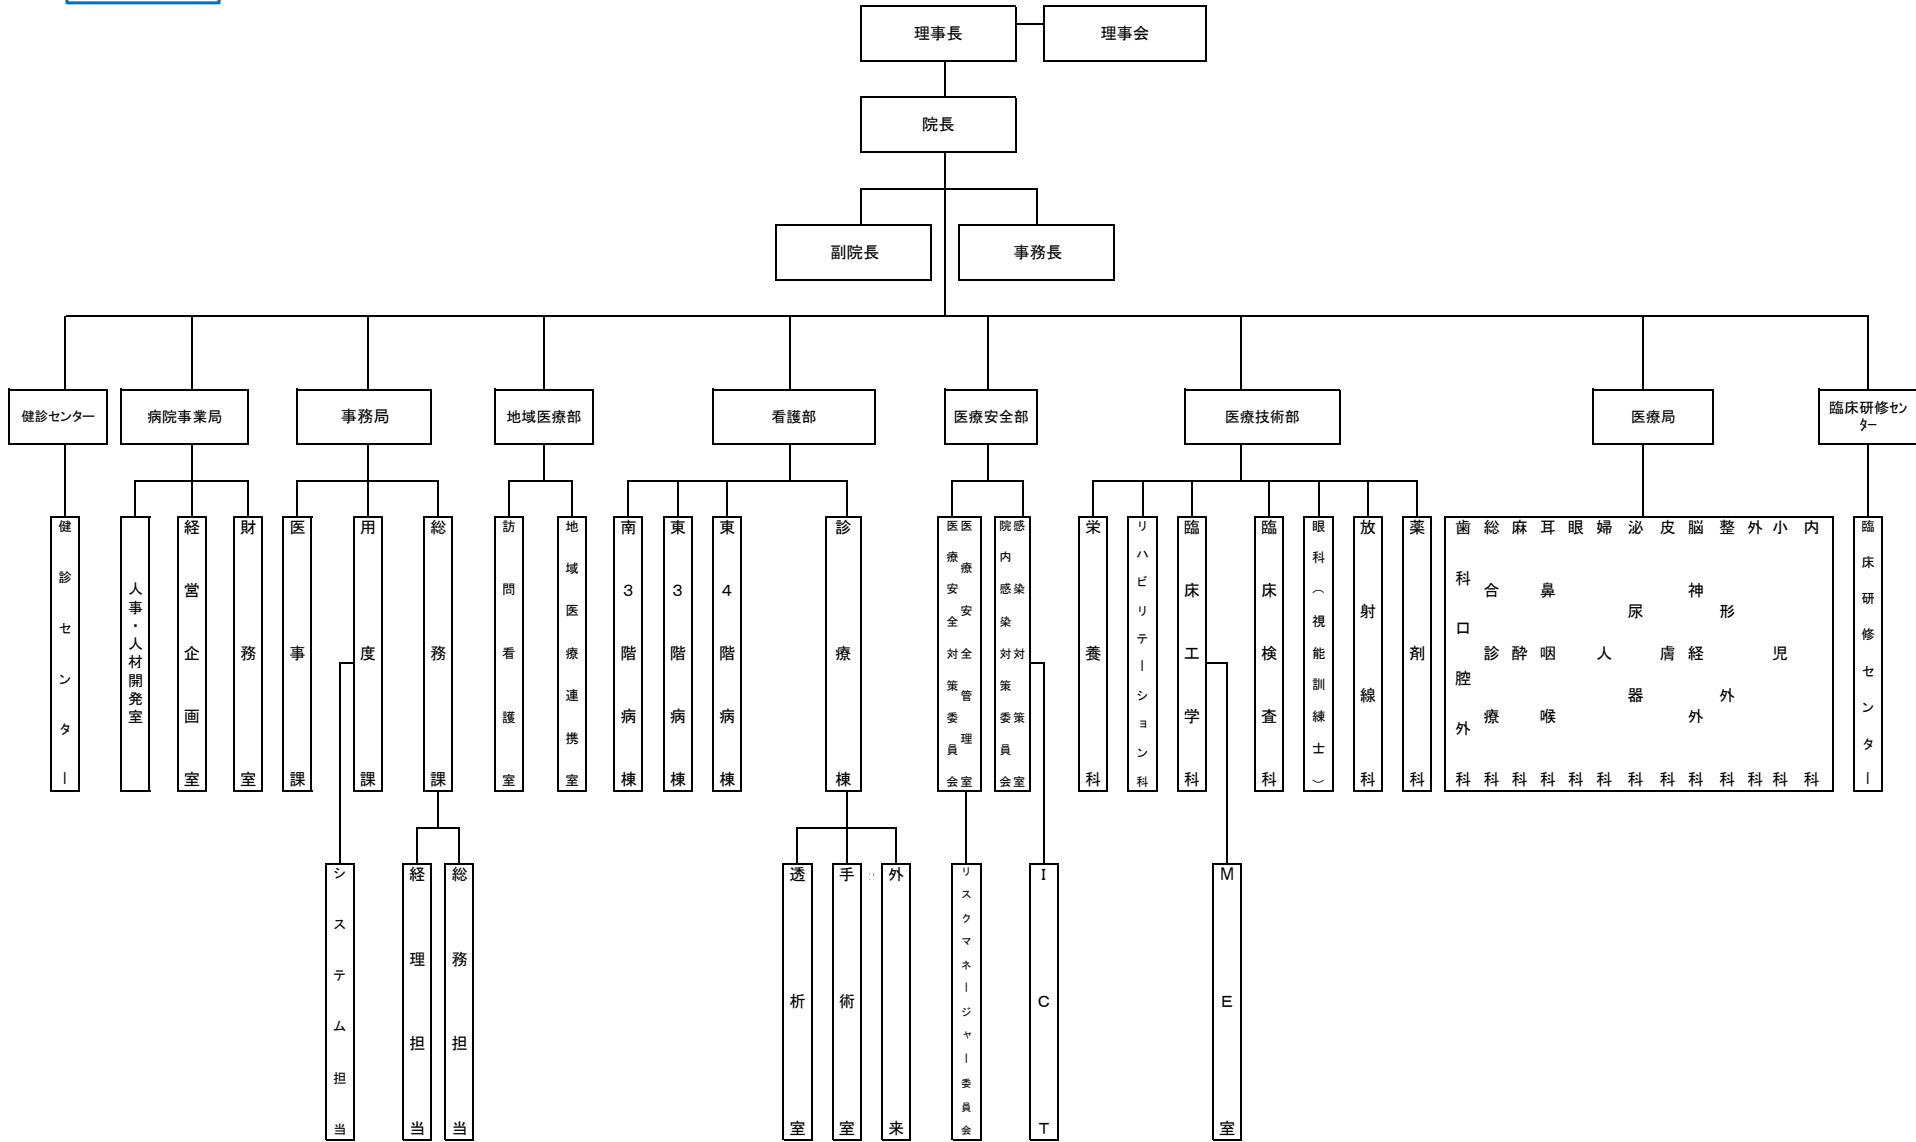 理事長
理事会
院長
副院長
事務長
健診センター
病院事業局
事務局
地域医療部
看護部
医療安全部
医療技術部
医療局
臨床研修セン
ター
健診センター
人事・人材開発室
経営企画室
財務室
医事課
用度課
総務課
訪問看護室
地域医療連携室
南3階病棟
東3階病棟
東4階病棟
診療棟
医療安全管理室
医療安全対策委員会
感染対策室
院内感染対策委員会
栄養科
リハビリテーション科
臨床工学科
臨床検査科
眼科(視能訓練士)
放射線科
薬剤科
歯科口腔外科
総合診療科
麻酔科
耳鼻咽喉科
眼科
婦人科
泌尿器科
皮膚科
脳神経外科
整形外科
外科
小児科
内科
臨床研修センター
システム担当
経理担当
総務担当
透析室
手術室
外来
リスクマネージャー委員会
ICT
ME室